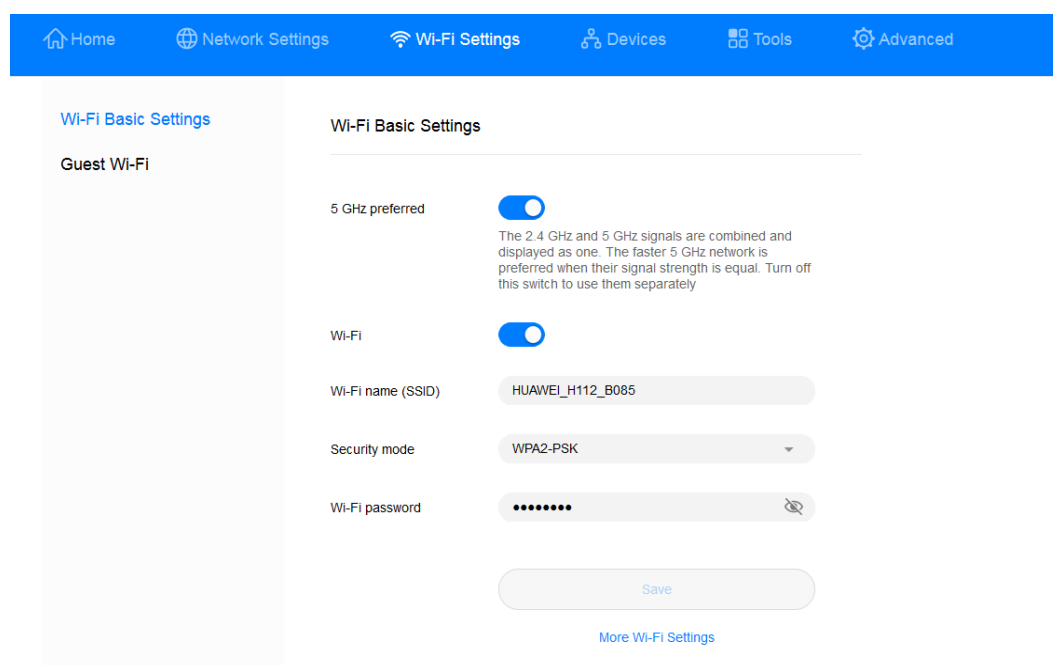 Home Network Settings Wi-Fi Settings Devices Tools Advanced
Wi-Fi Basic Settings
Guest Wi-Fi
Wi-Fi Basic Settings
5 GHz preferred
The 2.4 GHz and 5 GHz signals are combined and
displayed as one. The faster 5 GHz network is
preferred when their signal strength is equal. Turn off
this switch to use them separately
Wi-Fi
Wi-Fi name (SSID) HUAWEI_H112_B085
Security mode WPA2-PSK
Wi-Fi password ••••••••
Save
More Wi-Fi Settings